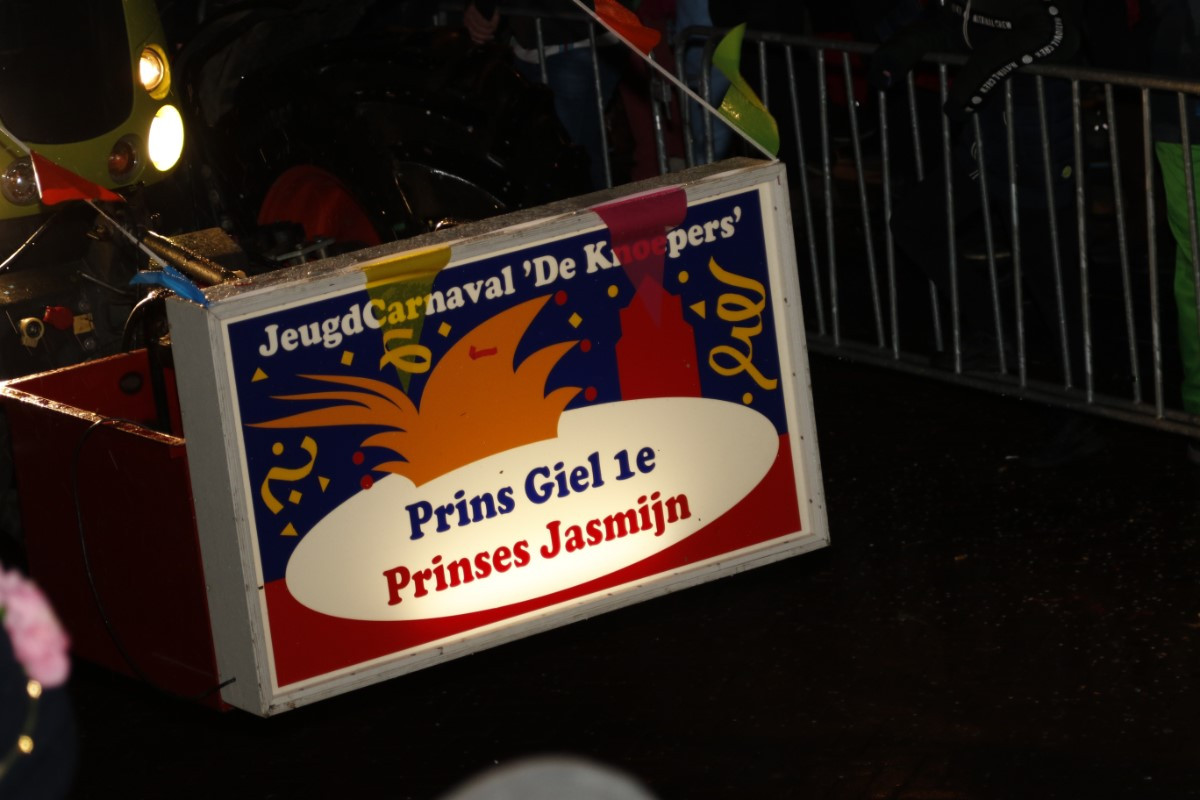 JeugdCarnaval 'De Knoepers'
Prins Giel 1e
Prinses Jasmijn